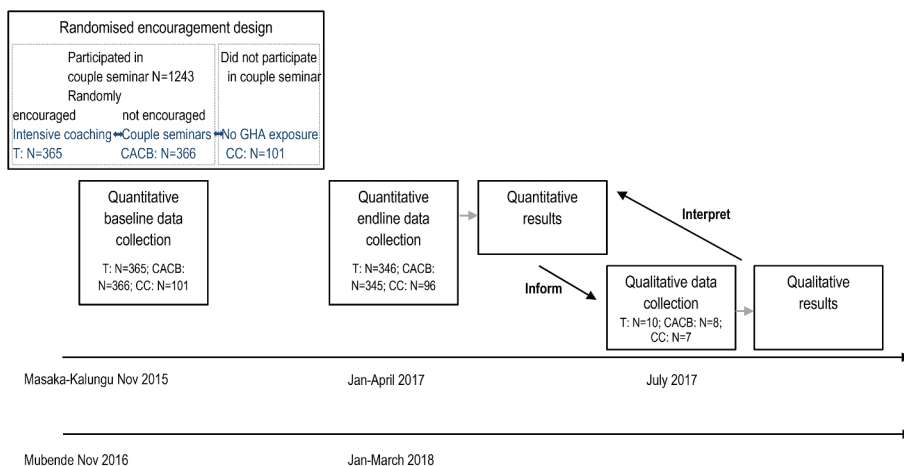 Randomised encouragement design
Participated in
couple seminar N=1243
Randomly
Did not participate
in couple seminar
encouraged
not encouraged
Intensive coaching
Couple seminars
No GHA exposure
T: N=365
CACB: N=366
CC: N=101
Quantitative
baseline data
collection
T: N=365; CACB:
N=366; CC: N=101
Quantitative
endline data
collection
T: N=346; CACB:
N=345; CC: N=96
Quantitative
results
Interpret
Inform
Qualitative data
collection
T: N=10; CACB: N=8;
CC: N=7
Qualitative
results
Masaka-Kalungu Nov 2015
Jan-April 2017
July 2017
Mubende Nov 2016
Jan-March 2018